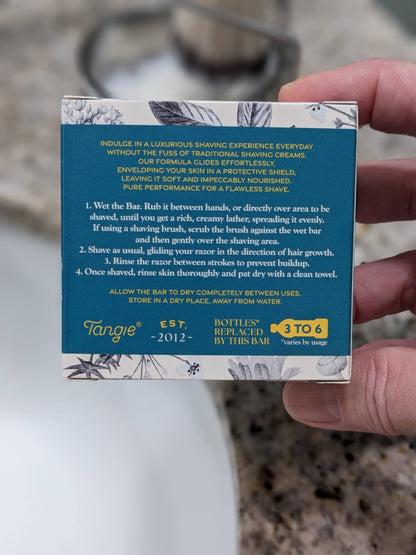 INDULGE IN A LUXURIOUS SHAVING EXPERIENCE EVERYDAY
WITHOUT THE FUSS OF TRADITIONAL SHAVING CREAMS.
OUR FORMULA GLIDES EFFORTLESSLY,
ENVELOPING YOUR SKIN IN A PROTECTIVE SHIELD,
LEAVING IT SOFT AND IMPECCABLY NOURISHED.
PURE PERFORMANCE FOR A FLAWLESS SHAVE.
1. Wet the Bar. Rub it between hands, or directly over area to be
shaved, until you get a rich, creamy lather, spreading it evenly.
If using a shaving brush, scrub the brush against the wet bar
and then gently over the shaving area.
2. Shave as usual, gliding your razor in the direction of hair growth.
3. Rinse the razor between strokes to prevent buildup.
4. Once shaved, rinse skin thoroughly and pat dry with a clean towel.
ALLOW THE BAR TO DRY COMPLETELY BETWEEN USES.
STORE IN A DRY PLACE, AWAY FROM WATER.
Tangie®
EST.
~2012~
BOTTLES*
REPLACED
BY THIS BAR
3 TO 6
*varies by usage